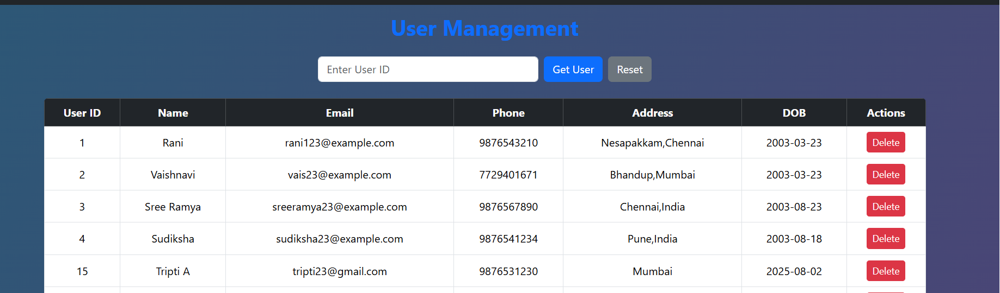 User Management
Enter User ID Get User Reset
User ID Name Email Phone Address DOB Actions
1 Rani rani123@example.com 9876543210 Nesapakkam,Chennai 2003-03-23 Delete
2 Vaishnavi vais23@example.com 7729401671 Bhandup,Mumbai 2003-03-23 Delete
3 Sree Ramya sreeramya23@example.com 9876567890 Chennai,India 2003-08-23 Delete
4 Sudiksha sudiksha23@example.com 9876541234 Pune,India 2003-08-18 Delete
15 Tripti A tripti23@gmail.com 9876531230 Mumbai 2025-08-02 Delete